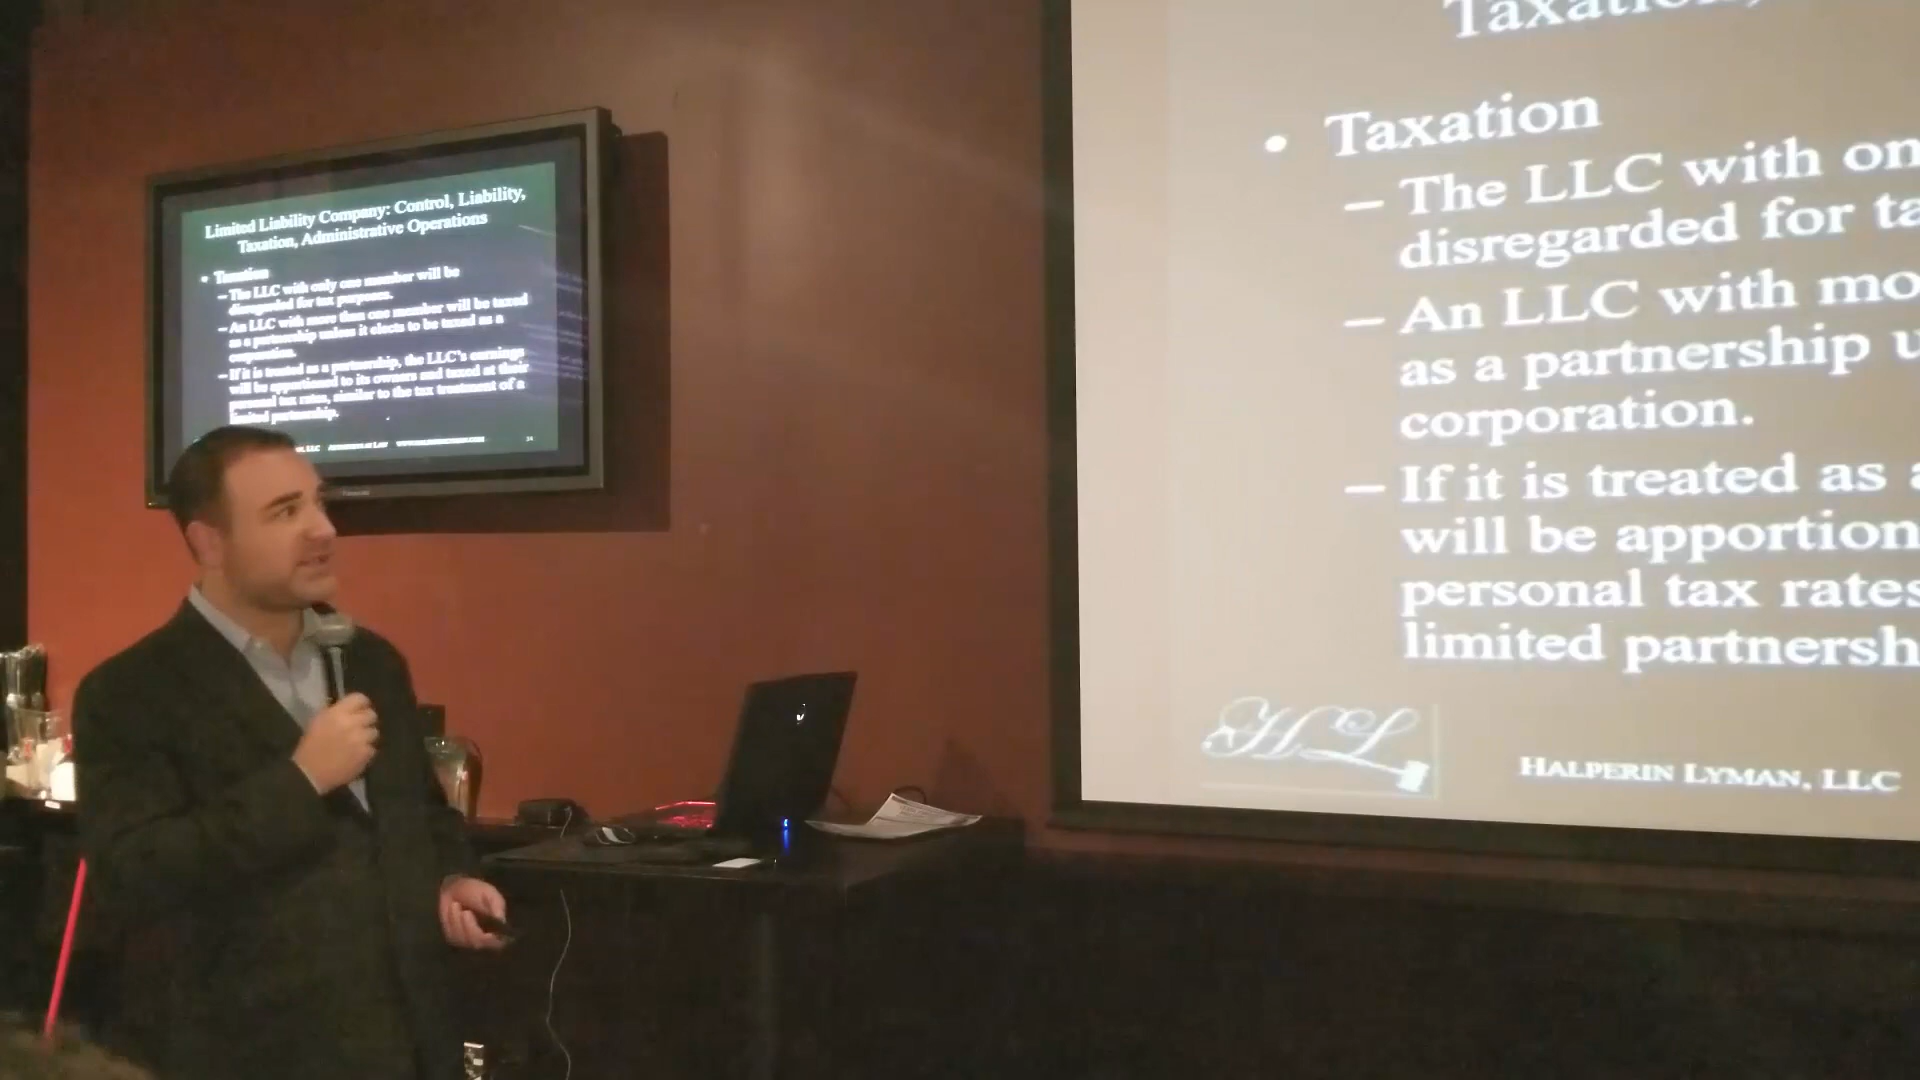 Limited Liability Company: Control, Liability,
Taxation, Administrative Operations
• Taxation
– The LLC with only one member will be
disregarded for tax purposes.
– An LLC with more than one member will be taxed
as a partnership unless it elects to be taxed as a
corporation.
– If it is treated as a partnership, the LLC's earnings
will be apportioned to its owners and taxed at their
personal tax rates, similar to the tax treatment of a
limited partnership.
LLC Attorneys at Law
Taxation,
• Taxation
– The LLC with on
disregarded for ta
– An LLC with mo
as a partnership u
corporation.
– If it is treated as a
will be apportion
personal tax rates
limited partnersh
HL
HALPERIN LYMAN, LLC